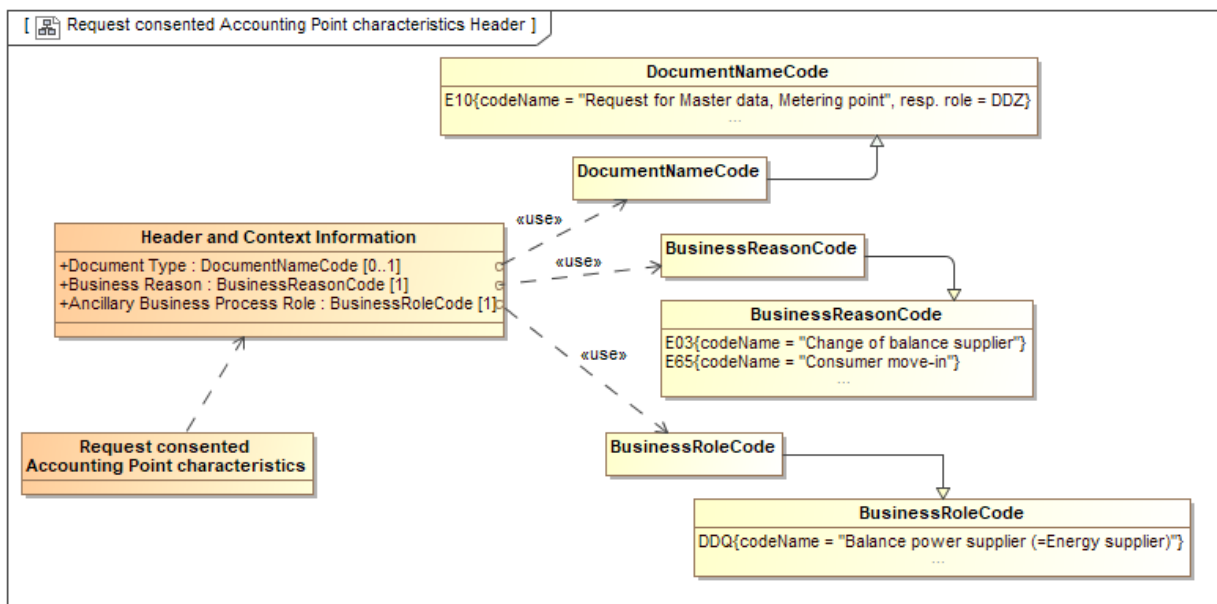 [ Request consented Accounting Point characteristics Header ]
DocumentNameCode
E10{codeName = "Request for Master data, Metering point", resp. role = DDZ}
...
DocumentNameCode
«use»
Header and Context Information
+Document Type : DocumentNameCode [0..1]
+Business Reason : BusinessReasonCode [1]
+Ancillary Business Process Role : BusinessRoleCode [1]
«use»
BusinessReasonCode
BusinessReasonCode
E03{codeName = "Change of balance supplier"}
E65{codeName = "Consumer move-in"}
...
«use»
Request consented
Accounting Point characteristics
BusinessRoleCode
BusinessRoleCode
DDQ{codeName = "Balance power supplier (=Energy supplier)"}
...